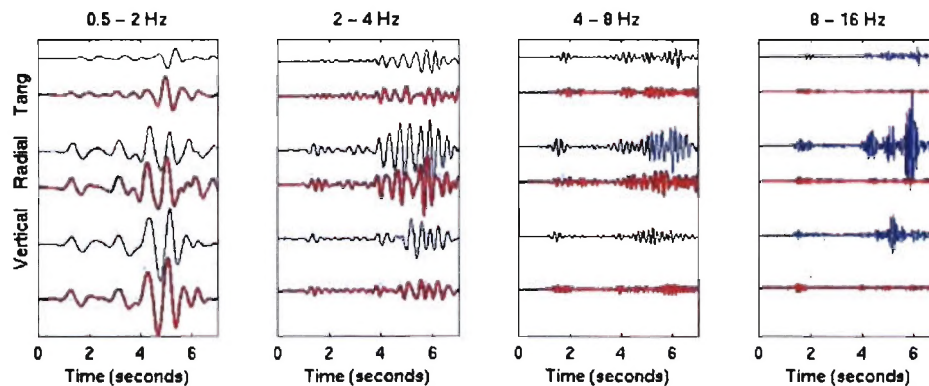 0.5 – 2 Hz
2 – 4 Hz
4 – 8 Hz
8 – 16 Hz
Vertical Radial Tang
0 2 4 6
0 2 4 6
0 2 4 6
0 2 4 6
Time (seconds)
Time (seconds)
Time (seconds)
Time (seconds)